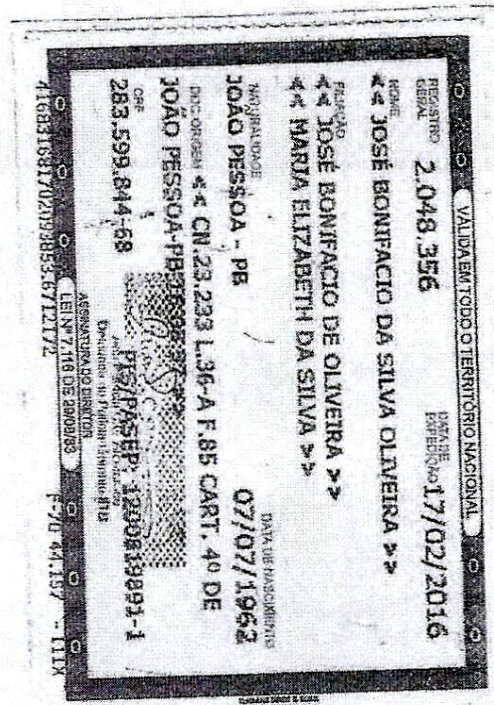 VÁLIDA EM TODO O TERRITÓRIO NACIONAL
REGISTRO GERAL 2.048.356 DATA DE EXPEDIÇÃO 17/02/2016
NOME
<< JOSÉ BONIFACIO DA SILVA OLIVEIRA >>
FILIAÇÃO
<< JOSÉ BONIFACIO DE OLIVEIRA >>
<< MARIA ELIZABETH DA SILVA >>
NATURALIDADE DATA DE NASCIMENTO
JOÃO PESSOA - PB 07/07/1962
DOC. ORIGEM << CN.23.233 L.36-A F.85 CART. 4º DE
JOÃO PESSOA-PB
CPF
283.599.844-68 PIS/PASEP:
ASSINATURA DO DIRETOR
LEI Nº 7.116 DE 29/08/83